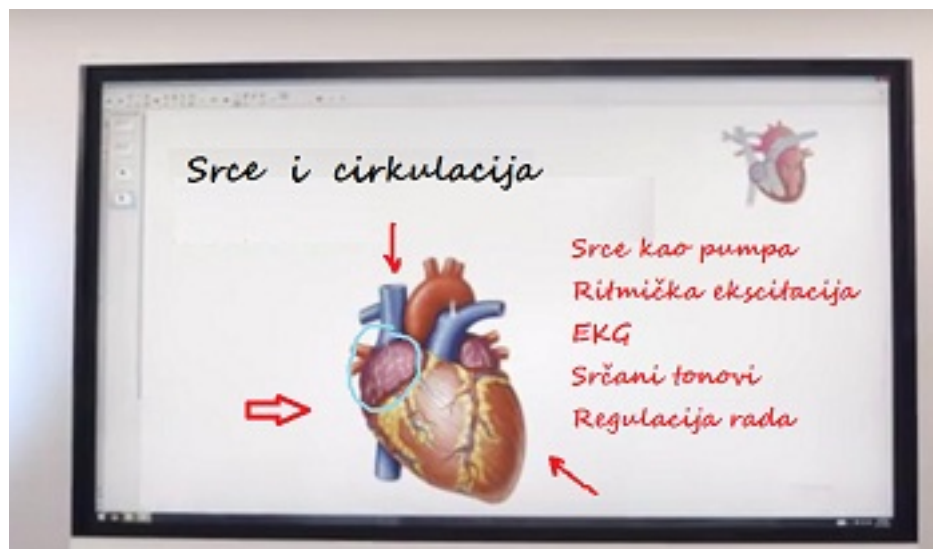 Srce i cirkulacija
Srce kao pumpa
Ritmička ekscitacija
EKG
Srčani tonovi
Regulacija rada